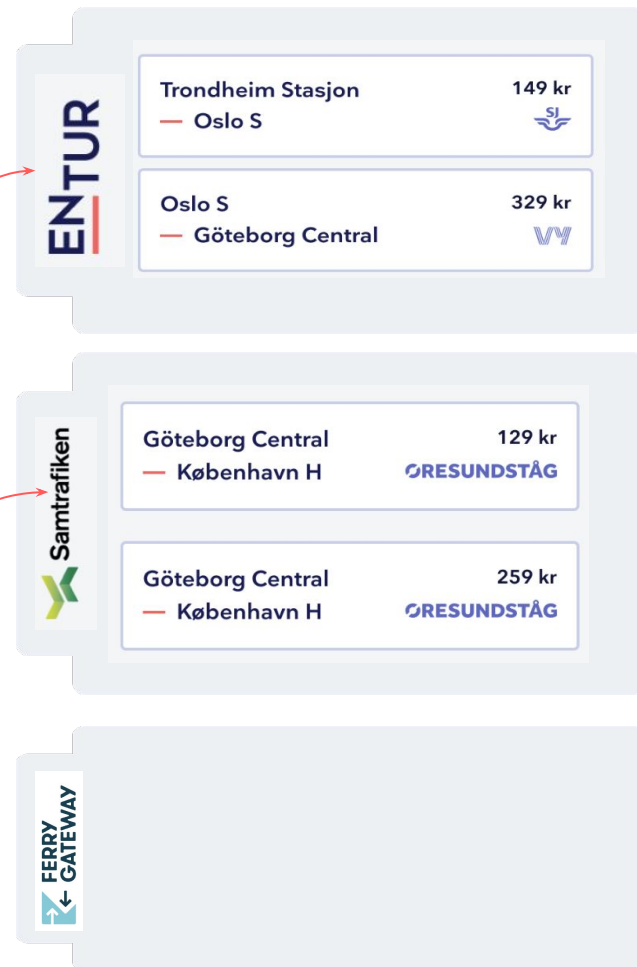 ENTUR
Trondheim Stasjon
149 kr
— Oslo S
SJ
Oslo S
329 kr
— Göteborg Central
VY
Samtrafiken
Göteborg Central
129 kr
— København H
ØRESUNDSTÅG
Göteborg Central
259 kr
— København H
ØRESUNDSTÅG
FERRY
GATEWAY